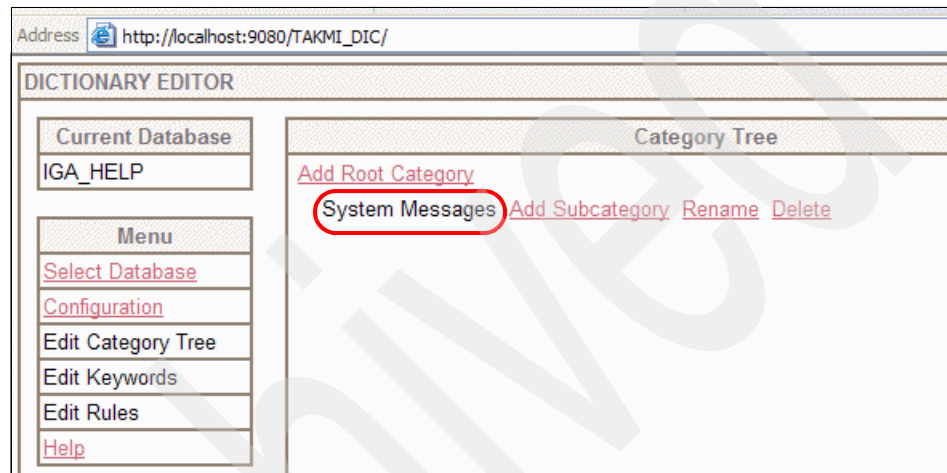 Address http://localhost:9080/TAKMI_DIC/
DICTIONARY EDITOR
Current Database
IGA_HELP
Menu
Select Database
Configuration
Edit Category Tree
Edit Keywords
Edit Rules
Help
Category Tree
Add Root Category
System Messages Add Subcategory Rename Delete